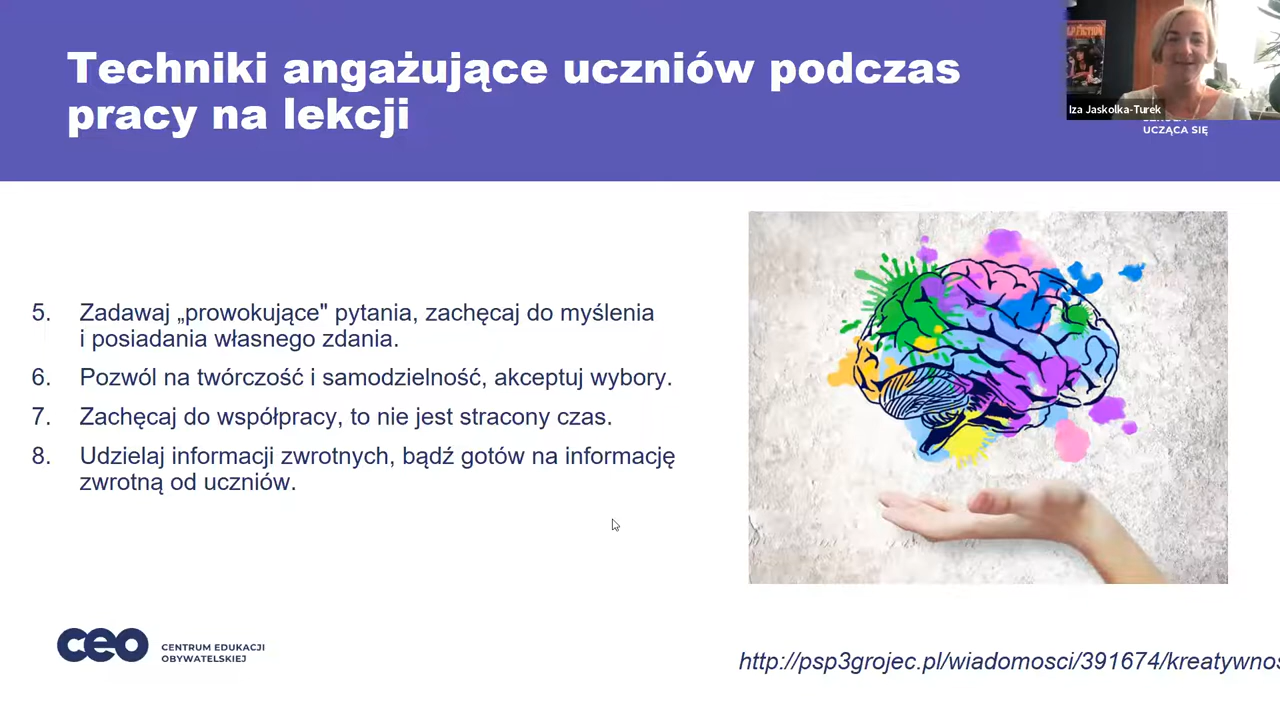 Techniki angażujące uczniów podczas
pracy na lekcji
Iza Jaskolka-Turek
UCZĄCA SIĘ
5. Zadawaj „prowokujące" pytania, zachęcaj do myślenia
i posiadania własnego zdania.
6. Pozwól na twórczość i samodzielność, akceptuj wybory.
7. Zachęcaj do współpracy, to nie jest stracony czas.
8. Udzielaj informacji zwrotnych, bądź gotów na informację
zwrotną od uczniów.
ceo CENTRUM EDUKACJI
OBYWATELSKIEJ
http://psp3grojec.pl/wiadomosci/391674/kreatywnos